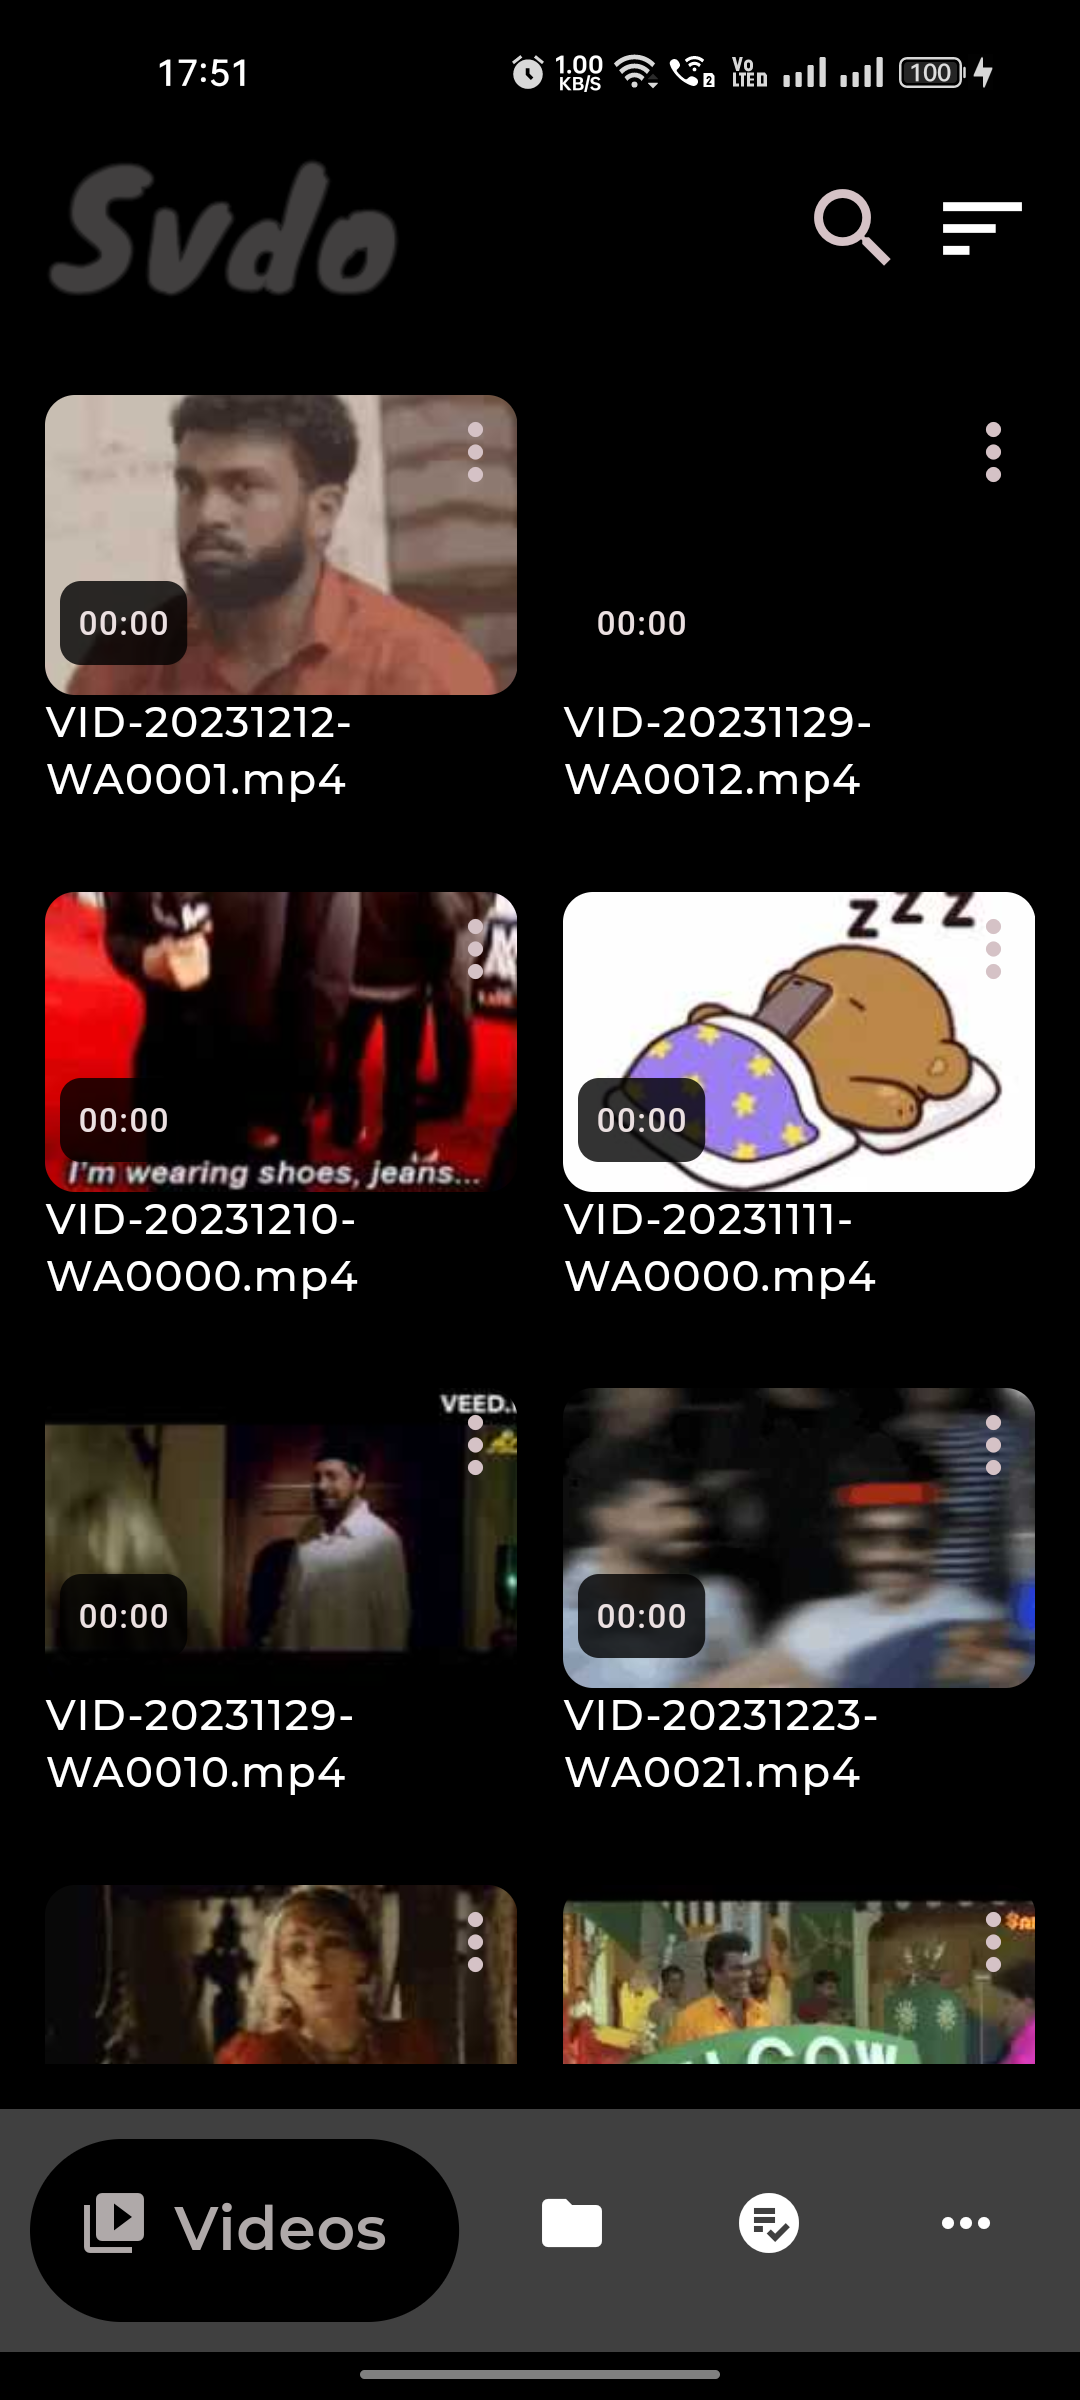 17:51
1.00
KB/S
Vo
LTE
2
100
Svdo
00:00
00:00
VID-20231212-
WA0001.mp4
VID-20231129-
WA0012.mp4
z z z
00:00
00:00
I'm wearing shoes, jeans...
VID-20231210-
WA0000.mp4
VID-20231111-
WA0000.mp4
VEED.
00:00
00:00
VID-20231129-
WA0010.mp4
VID-20231223-
WA0021.mp4
Videos